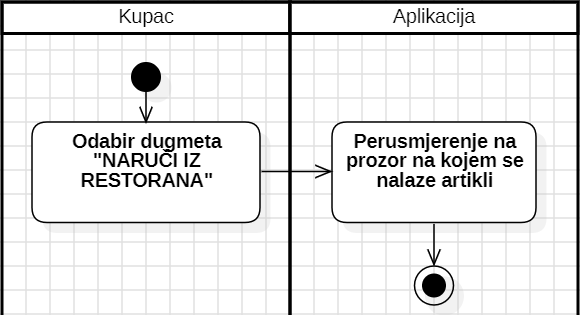 Kupac
Aplikacija
Odabir dugmeta
"NARUČI IZ
RESTORANA"
Perusmjerenje na
prozor na kojem se
nalaze artikli